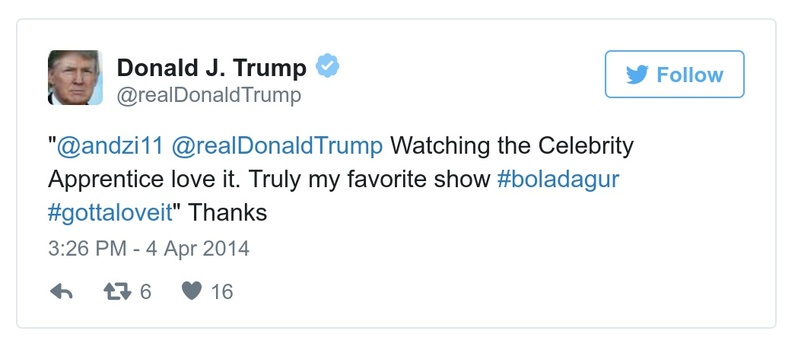 Donald J. Trump
@realDonaldTrump
Follow
"@andzi11 @realDonaldTrump Watching the Celebrity
Apprentice love it. Truly my favorite show #boladagur
#gottaloveit" Thanks
3:26 PM - 4 Apr 2014
6 16